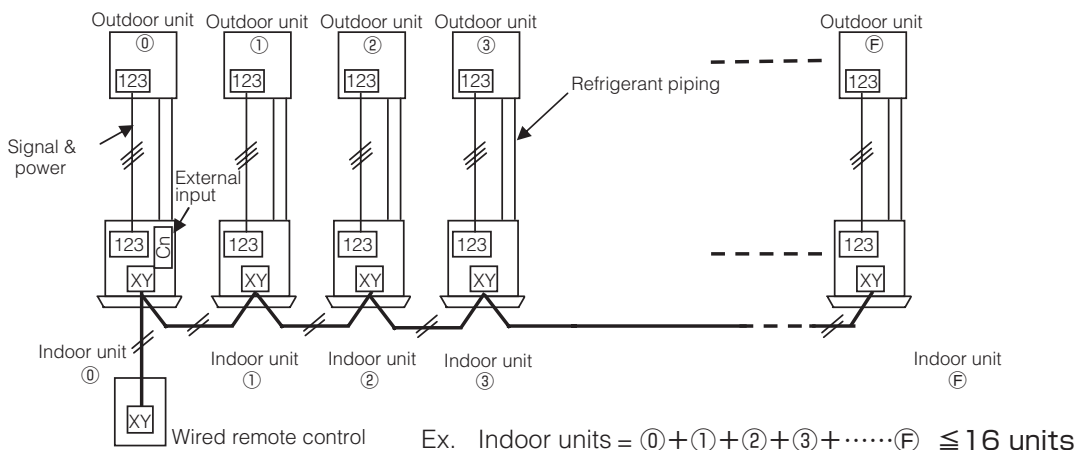 Outdoor unit Outdoor unit Outdoor unit Outdoor unit Outdoor unit
⓪ ① ② ③ Ⓕ
123 123 123 123 123
Refrigerant piping
Signal &
power
External
input
123 Cn 123 123 123 123
XY XY XY XY XY
Indoor unit Indoor unit Indoor unit Indoor unit Indoor unit
⓪ ① ② ③ Ⓕ
XY
Wired remote control
Ex. Indoor units = ⓪+①+②+③+······Ⓕ ≦16 units